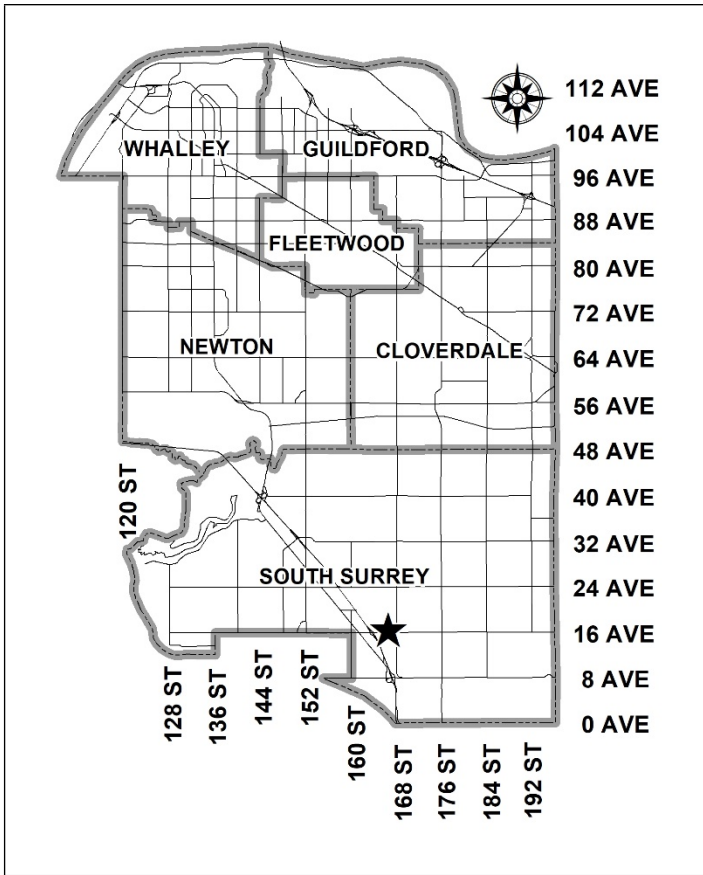 112 AVE
104 AVE
WHALLEY
GUILDFORD
96 AVE
88 AVE
FLEETWOOD
80 AVE
72 AVE
NEWTON
CLOVERDALE
64 AVE
56 AVE
48 AVE
120 ST
40 AVE
32 AVE
SOUTH SURREY
24 AVE
16 AVE
8 AVE
0 AVE
128 ST
136 ST
144 ST
152 ST
160 ST
168 ST
176 ST
184 ST
192 ST